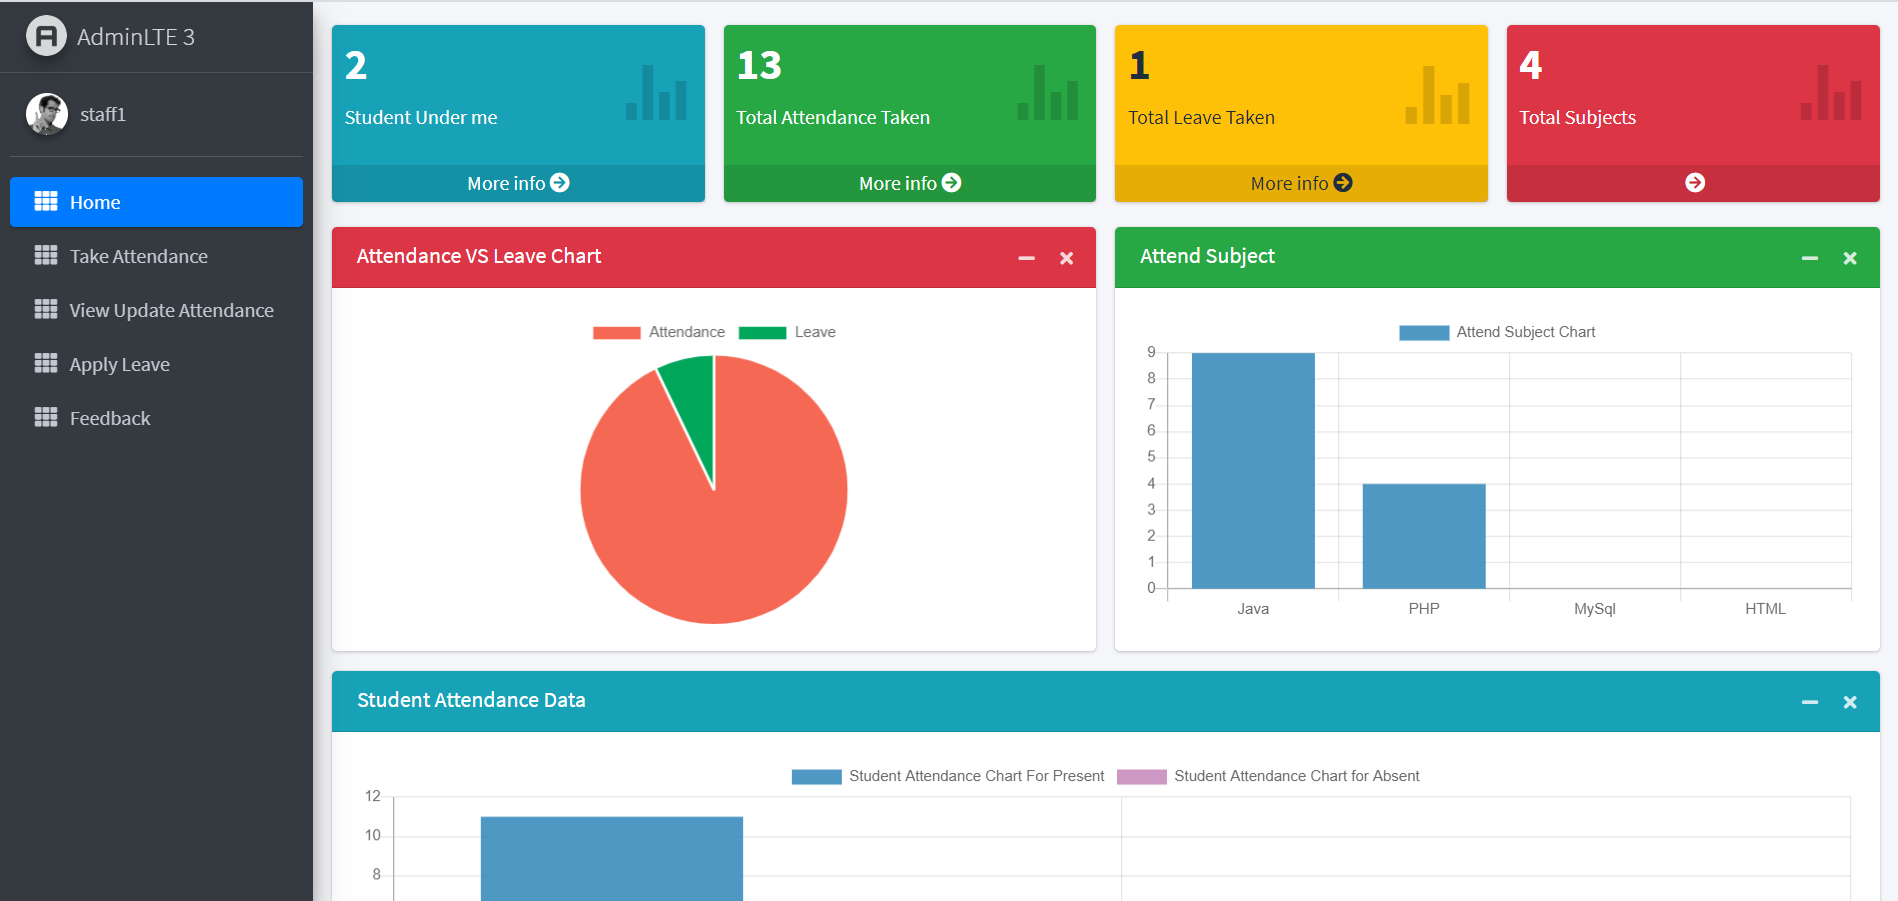 AdminLTE 3
staff1
Home
Take Attendance
View Update Attendance
Apply Leave
Feedback
2
Student Under me
More info
13
Total Attendance Taken
More info
1
Total Leave Taken
More info
4
Total Subjects
Attendance VS Leave Chart
Attendance Leave
Attend Subject
Attend Subject Chart
9
8
7
6
5
4
3
2
1
0
Java PHP MySql HTML
Student Attendance Data
Student Attendance Chart For Present Student Attendance Chart for Absent
12
10
8